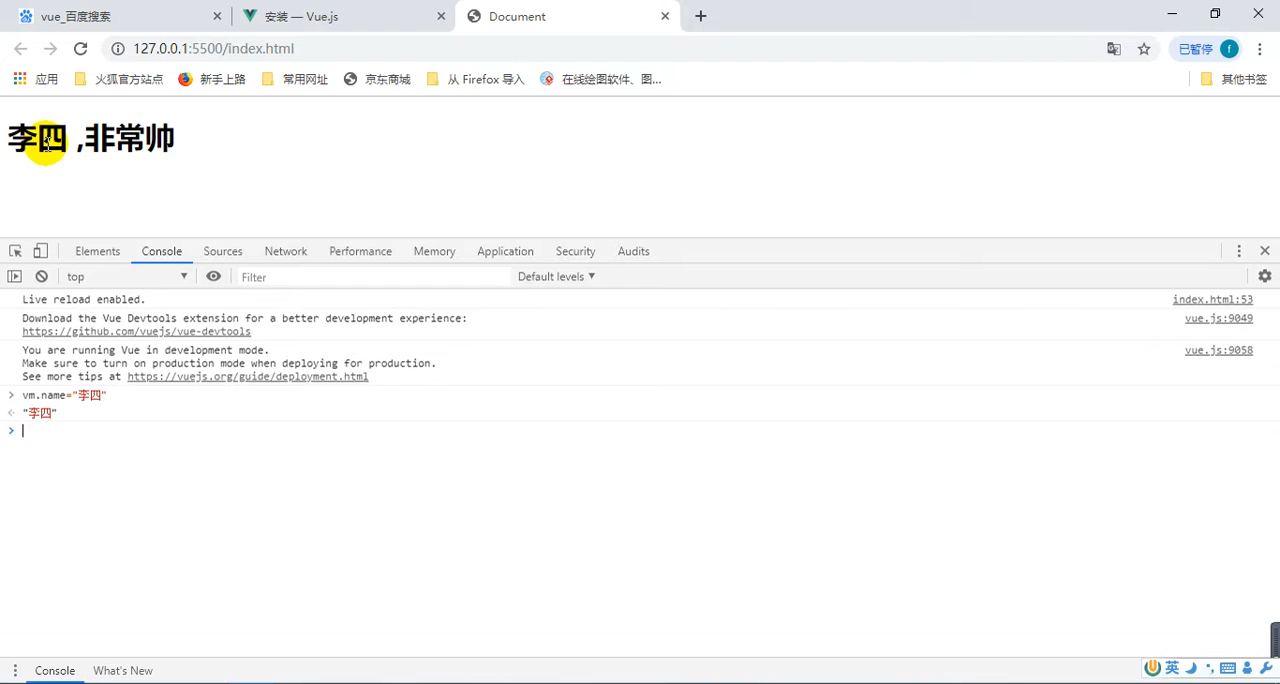 vue_百度搜索
安装 — Vue.js
Document
127.0.0.1:5500/index.html
已暂停 f
应用 火狐官方站点 新手上路 常用网址 京东商城 从 Firefox 导入 在线绘图软件、图... 其他书签
李四 ,非常帅
Elements Console Sources Network Performance Memory Application Security Audits
top Filter Default levels
Live reload enabled. index.html:53
Download the Vue Devtools extension for a better development experience: vue.js:9049
https://github.com/vuejs/vue-devtools
You are running Vue in development mode. vue.js:9058
Make sure to turn on production mode when deploying for production.
See more tips at https://vuejs.org/guide/deployment.html
vm.name="李四"
"李四"
Console What's New
英